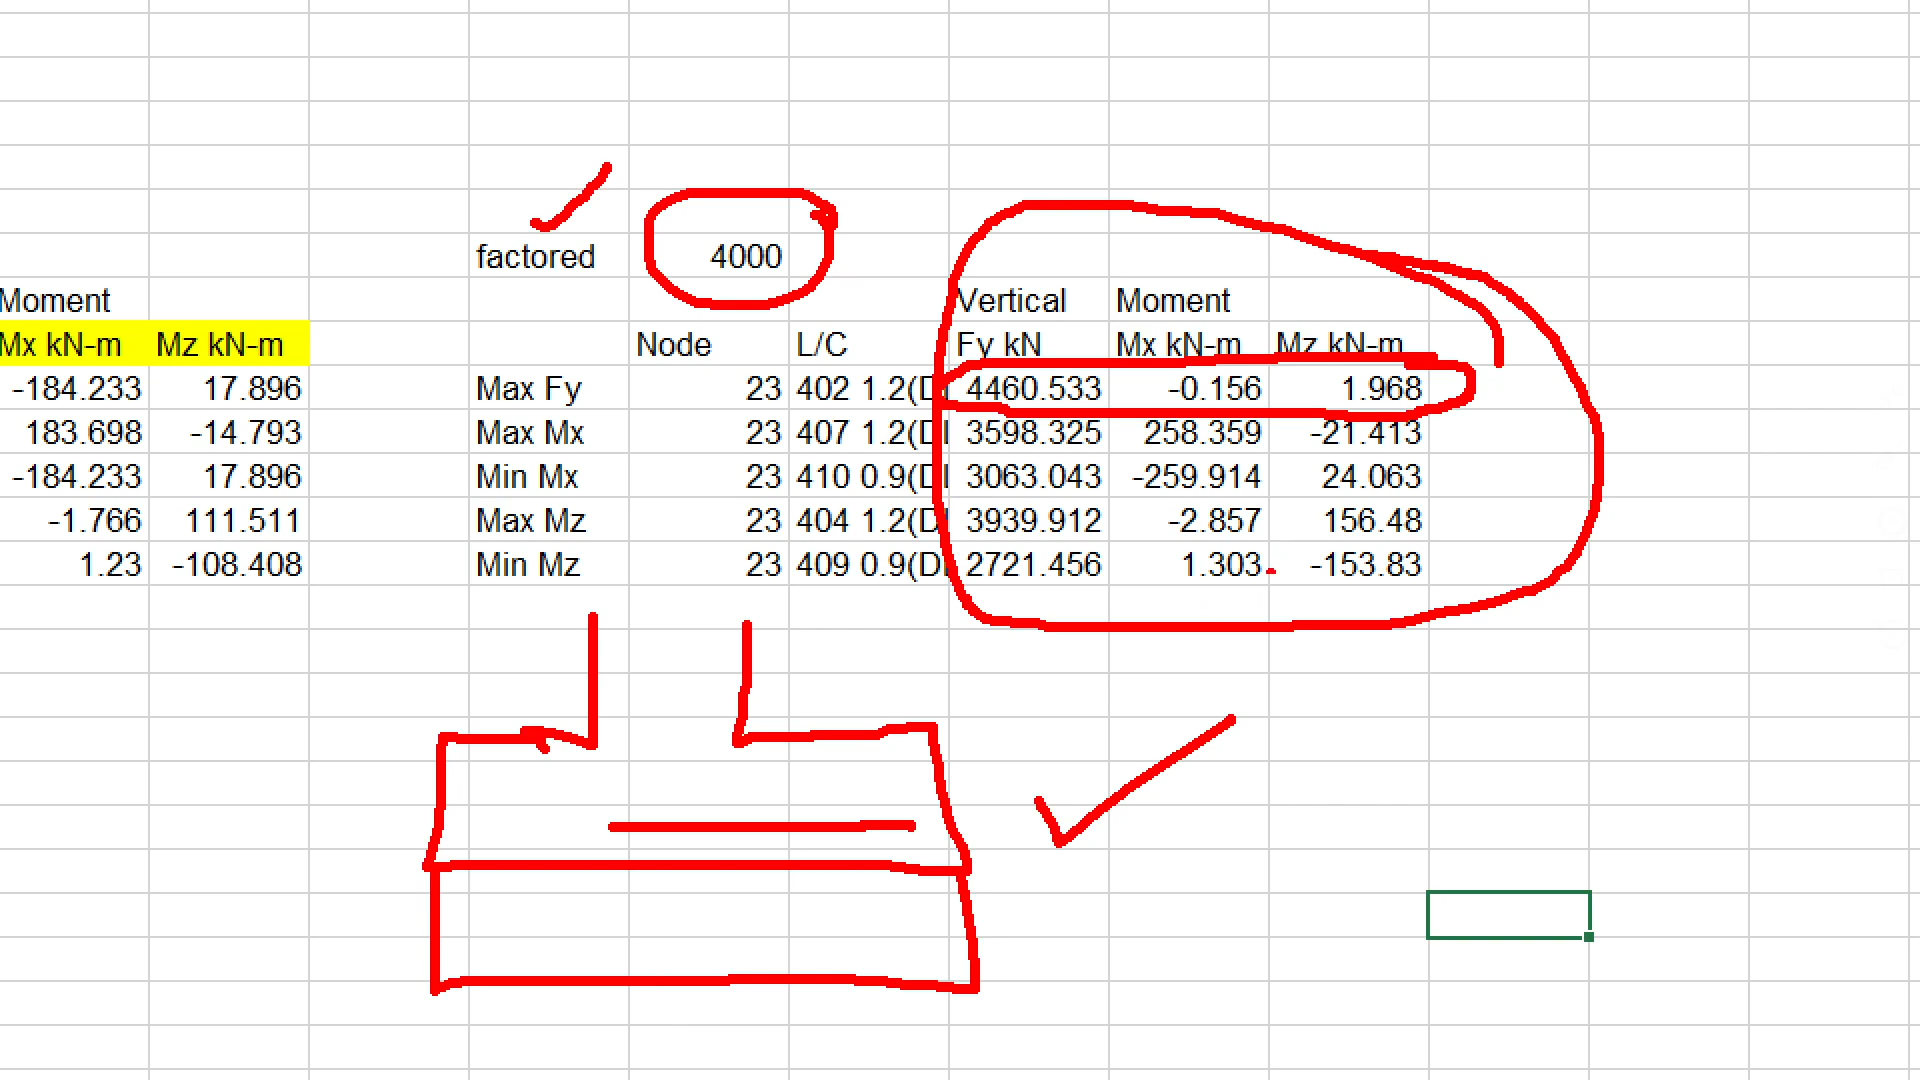 factored 4000
Moment Vertical Moment
Mx kN-m Mz kN-m Node L/C Fy kN Mx kN-m Mz kN-m
-184.233 17.896 Max Fy 23 402 1.2(D 4460.533 -0.156 1.968
183.698 -14.793 Max Mx 23 407 1.2(Dl 3598.325 258.359 -21.413
-184.233 17.896 Min Mx 23 410 0.9(Dl 3063.043 -259.914 24.063
-1.766 111.511 Max Mz 23 404 1.2(Dl 3939.912 -2.857 156.48
1.23 -108.408 Min Mz 23 409 0.9(Dl 2721.456 1.303 -153.83